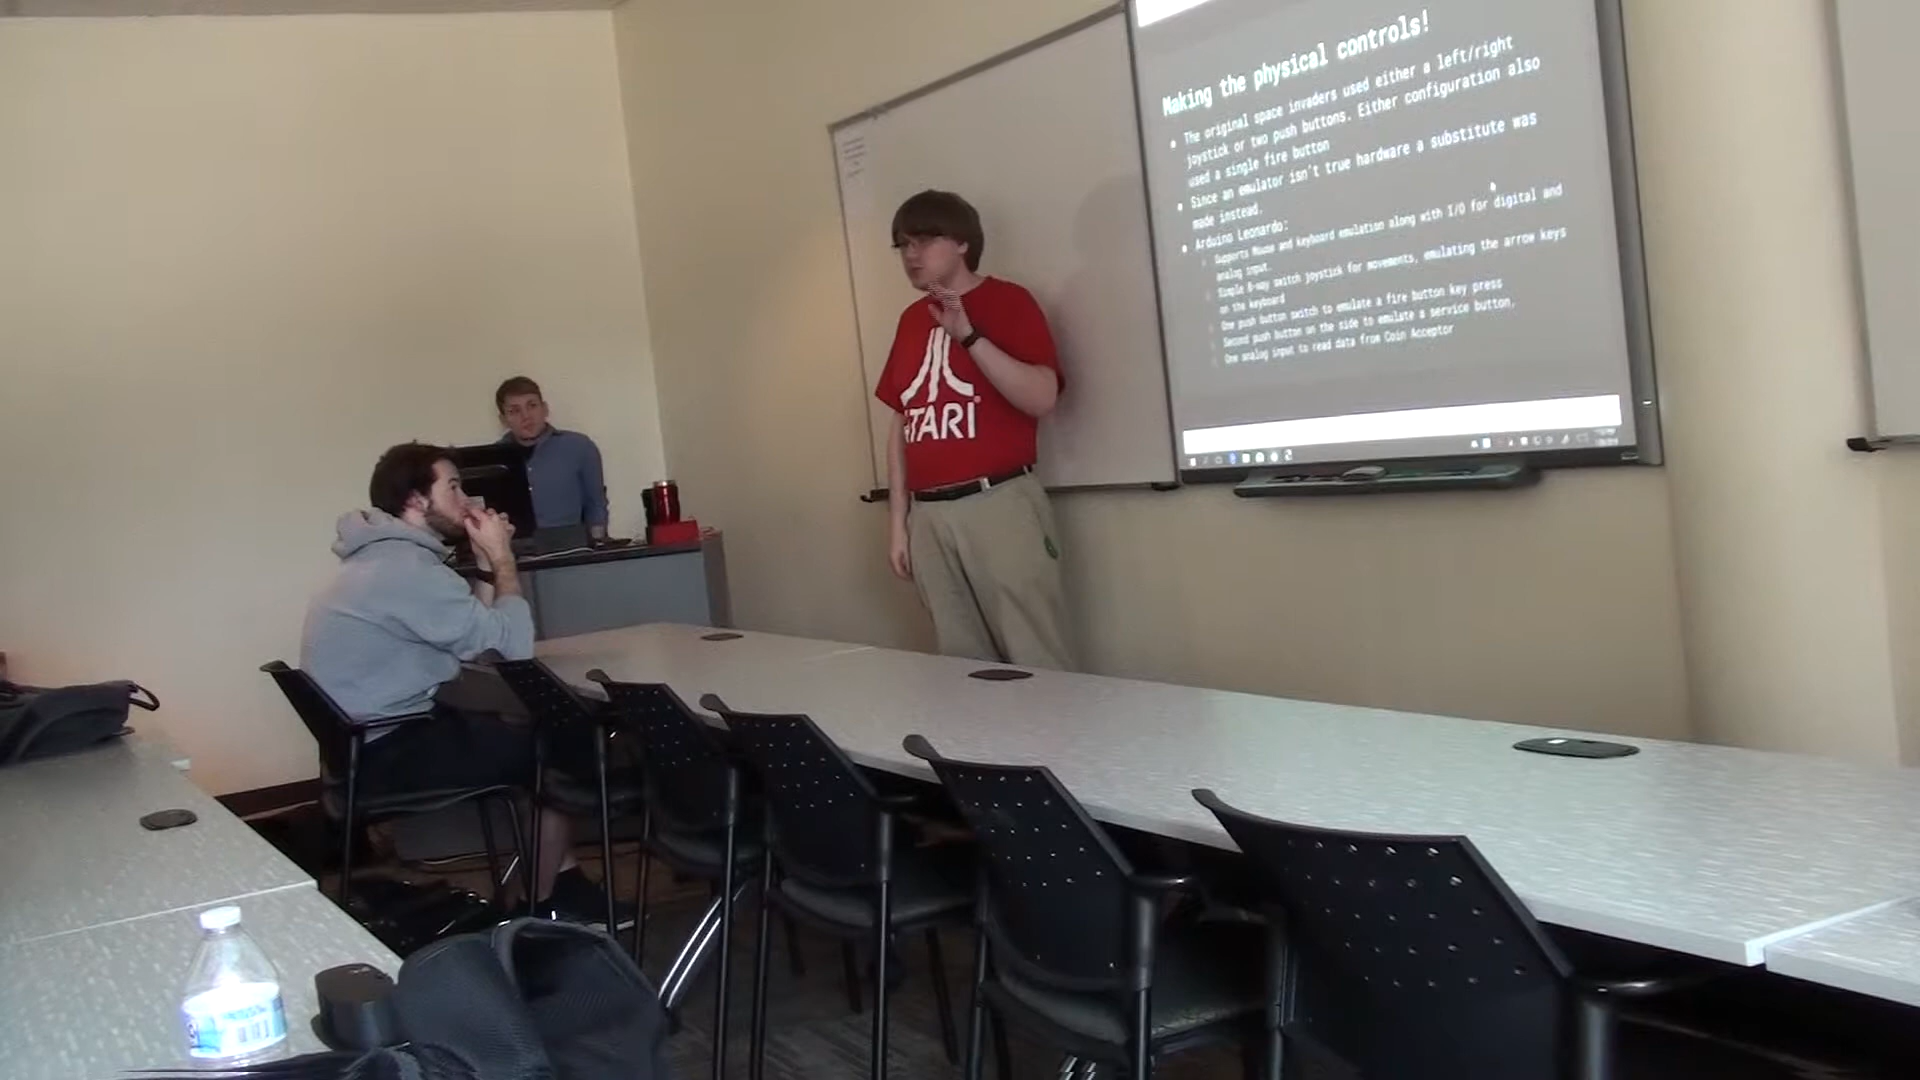 Making the physical controls!
The original space invaders used either a left/right
joystick or two push buttons. Either configuration also
used a single fire button
Since an emulator isn't true hardware a substitute was
made instead.
Arduino Leonardo:
Supports Mouse and keyboard emulation along with I/O for digital and
analog input.
Simple 8-way switch joystick for movements, emulating the arrow keys
on the keyboard
One push button switch to emulate a fire button key press
Second push button on the side to emulate a service button.
One analog input to read data from Coin Acceptor
ATARI